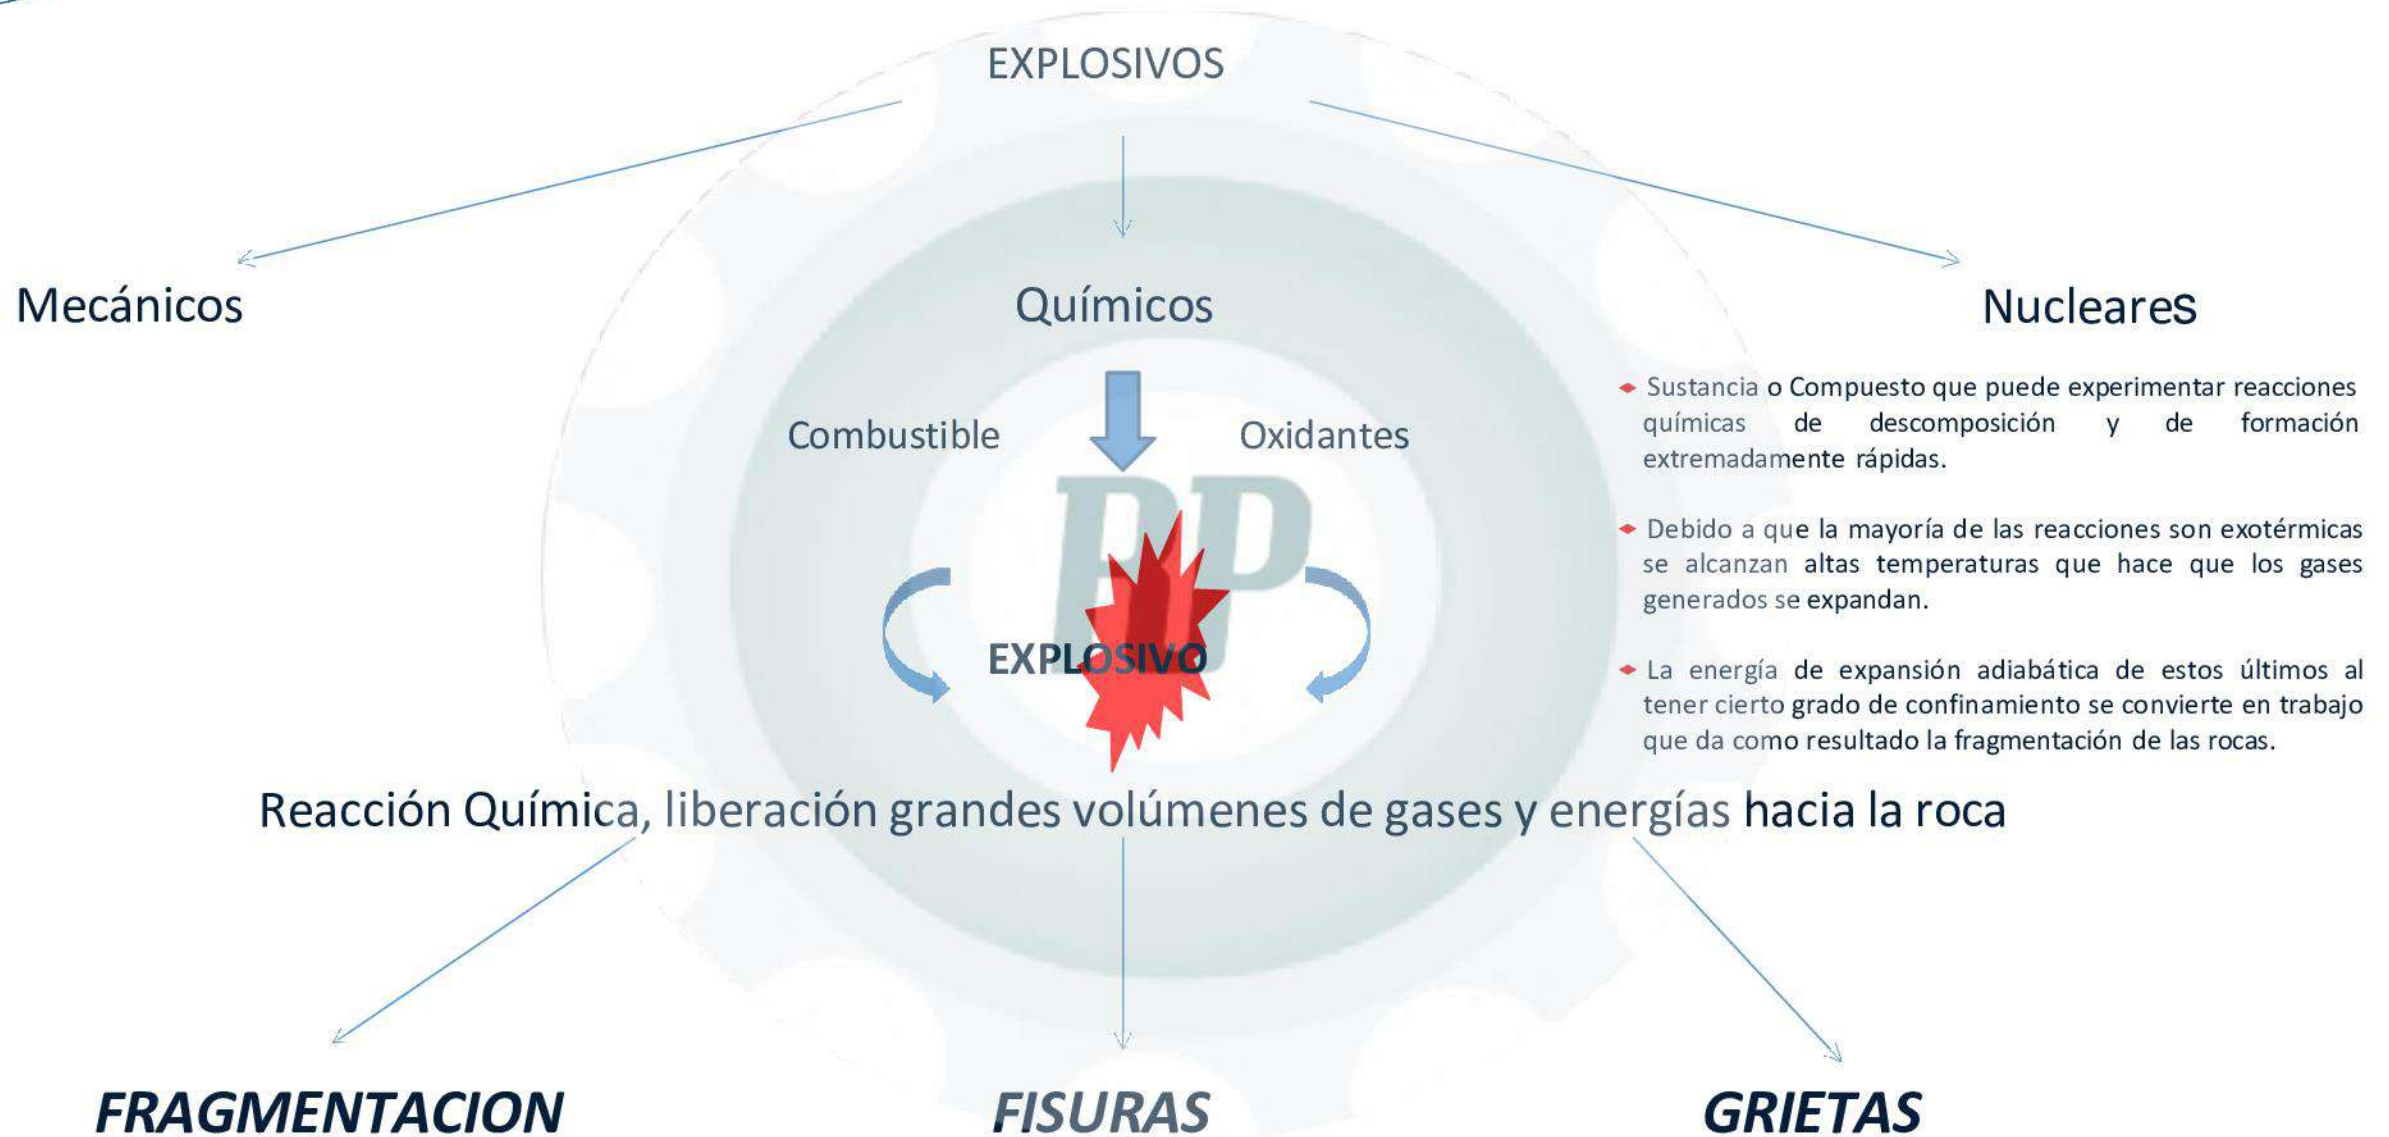 EXPLOSIVOS
Mecánicos
Químicos
Nucleares
Combustible
Oxidantes
EXPLOSIVO
PP
Sustancia o Compuesto que puede experimentar reacciones
químicas de descomposición y de formación
extremadamente rápidas.
Debido a que la mayoría de las reacciones son exotérmicas
se alcanzan altas temperaturas que hace que los gases
generados se expandan.
La energía de expansión adiabática de estos últimos al
tener cierto grado de confinamiento se convierte en trabajo
que da como resultado la fragmentación de las rocas.
Reacción Química, liberación grandes volúmenes de gases y energías hacia la roca
FRAGMENTACION
FISURAS
GRIETAS